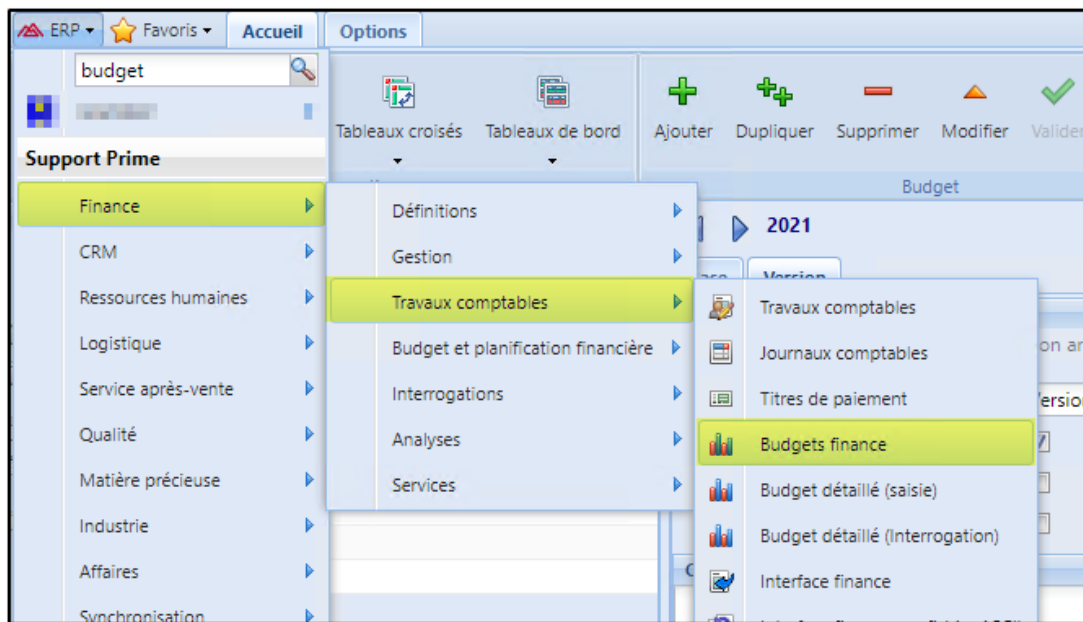 ERP Favoris Accueil Options
budget
Tableaux croisés Tableaux de bord Ajouter Dupliquer Supprimer Modifier Valider
Support Prime
Budget
Finance
CRM
Ressources humaines
Logistique
Service après-vente
Qualité
Matière précieuse
Industrie
Affaires
Synchronisation
Définitions
Gestion
Travaux comptables
Budget et planification financière
Interrogations
Analyses
Services
2021
Version
Travaux comptables
Journaux comptables
Titres de paiement
Budgets finance
Budget détaillé (saisie)
Budget détaillé (Interrogation)
Interface finance